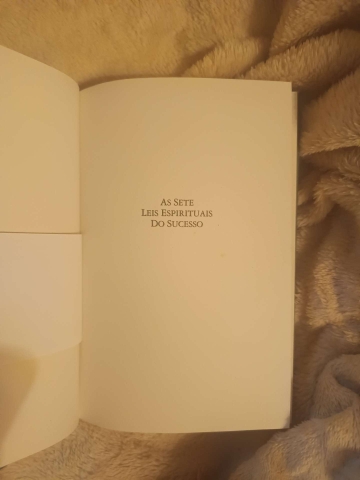 As Sete
Leis Espirituais
Do Sucesso